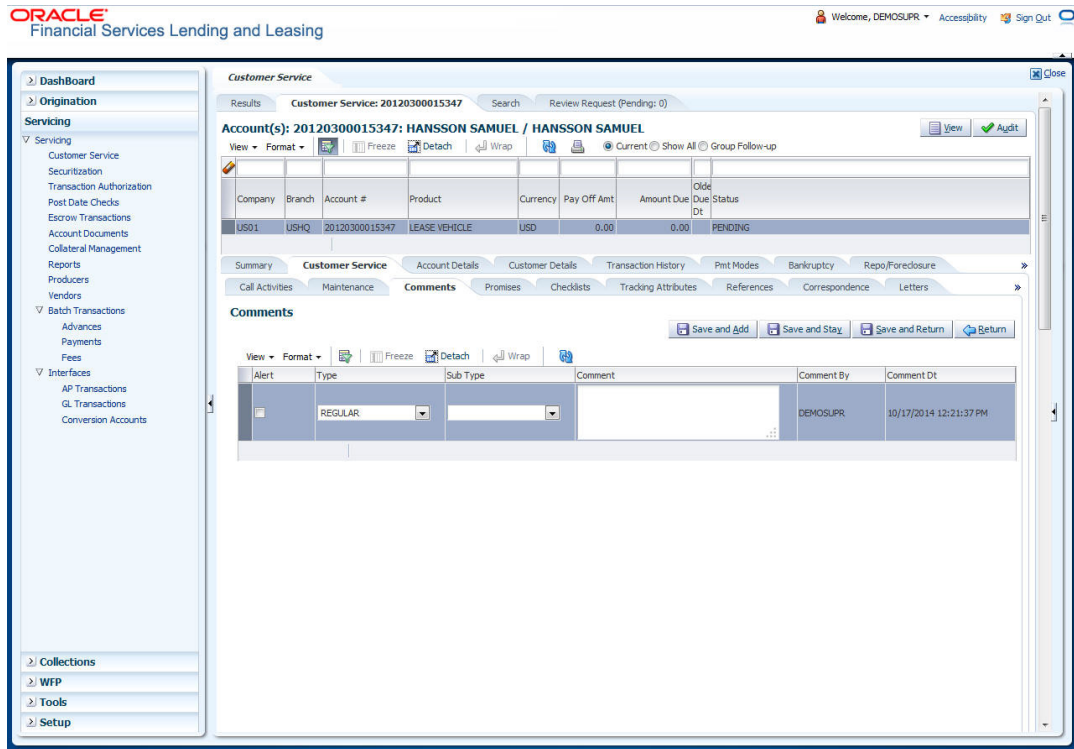 ORACLE
Financial Services Lending and Leasing
Welcome, DEMOSUPR Accessibility Sign Out
Close
DashBoard
Origination
Servicing
Servicing
Customer Service
Securitization
Transaction Authorization
Post Date Checks
Escrow Transactions
Account Documents
Collateral Management
Reports
Producers
Vendors
Batch Transactions
Advances
Payments
Fees
Interfaces
AP Transactions
GL Transactions
Conversion Accounts
Collections
WFP
Tools
Setup
Customer Service
Results Customer Service: 20120300015347 Search Review Request (Pending: 0)
Account(s): 20120300015347: HANSSON SAMUEL / HANSSON SAMUEL
View Audit
View Format Freeze Detach Wrap Current Show All Group Follow-up
Company Branch Account # Product Currency Pay Off Amt Amount Due Olde Due Dt Status
US01 USHQ 20120300015347 LEASE VEHICLE USD 0.00 0.00 PENDING
Summary Customer Service Account Details Customer Details Transaction History Pmt Modes Bankruptcy Repo/Foreclosure »
Call Activities Maintenance Comments Promises Checklists Tracking Attributes References Correspondence Letters »
Comments
Save and Add Save and Stay Save and Return Return
View Format Freeze Detach Wrap
Alert Type Sub Type Comment Comment By Comment Dt
REGULAR DEMOSUPR 10/17/2014 12:21:37 PM